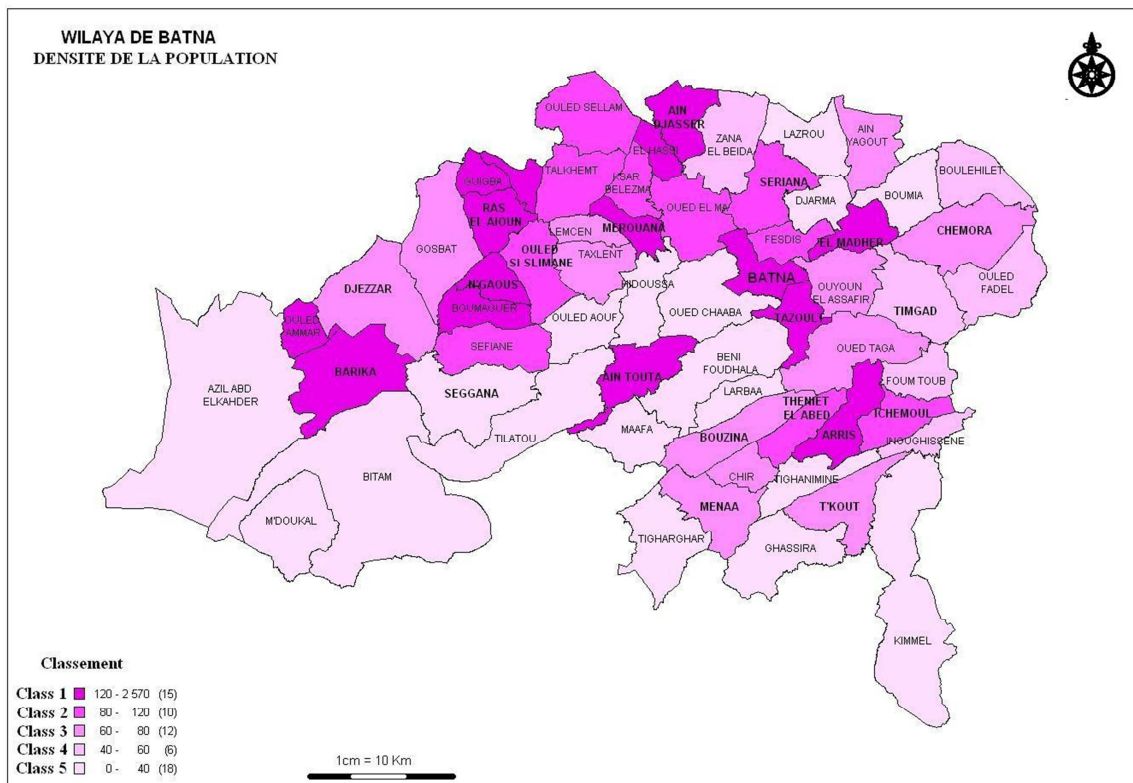 WILAYA DE BATNA
DENSITE DE LA POPULATION
OULED SELLAM
AIN
DJASSER
ZANA
EL BEIDA
LAZROU
AIN
YAGOUT
EL HASSI
BOULEHILET
TALKHEMT
KSAR
BELEZMA
GUIGBA
SERIANA
BOUMIA
DJARMA
RAS
EL AIOUN
OUED EL MA
MEROUANA
LEMCEN
CHEMORA
GOSBAT
OULED
SI SLIMANE
TAXLENT
FESDIS
EL MADHER
BATNA
OULED
FADEL
OUYOUN
EL ASSAFIR
DJEZZAR
N'GAOUS
HIDOUSSA
BOUMAGUER
OULED AOUF
OUED CHAABA
TIMGAD
TAZOULT
OULED
AMMAR
SEFIANE
OUED TAGA
BARIKA
AIN TOUTA
BENI
FOUDHALA
FOUM TOUB
AZIL ABD
ELKAHDER
SEGGANA
LARBAA
THENIET
EL ABED
ICHEMOUL
MAAFA
TILATOU
BOUZINA
ARRIS
INOUGHISSENE
BITAM
CHIR
TIGHANIMINE
M'DOUKAL
MENAA
T'KOUT
TIGHARGHAR
GHASSIRA
KIMMEL
Classement
Class 1 120 - 2 570 (15)
Class 2 80 - 120 (10)
Class 3 60 - 80 (12)
Class 4 40 - 60 (6)
Class 5 0 - 40 (18)
1cm = 10 Km